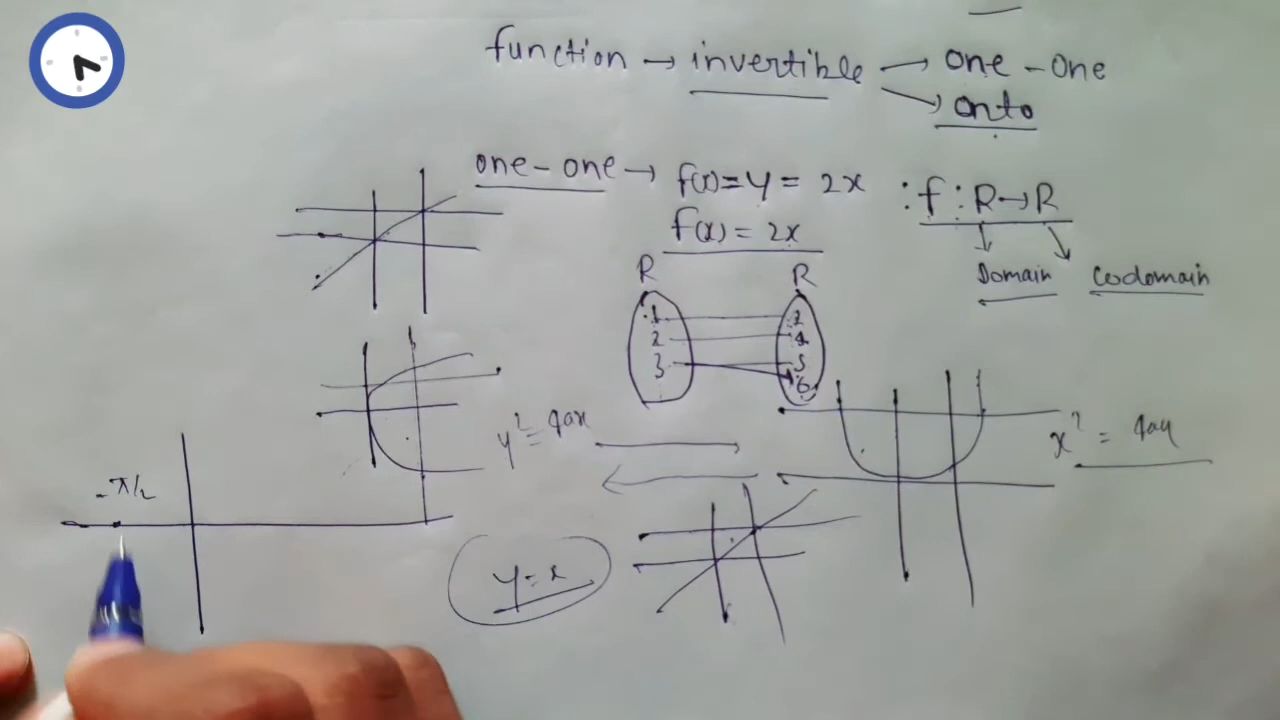 function → invertible → one - one
→ onto
one - one → f(x) = y = 2x : f : R → R
f(x) = 2x
Domain Codomain
R R
1 2
2 4
3 5
6
y² = 4ax
x² = 4ay
-π/2
y = x